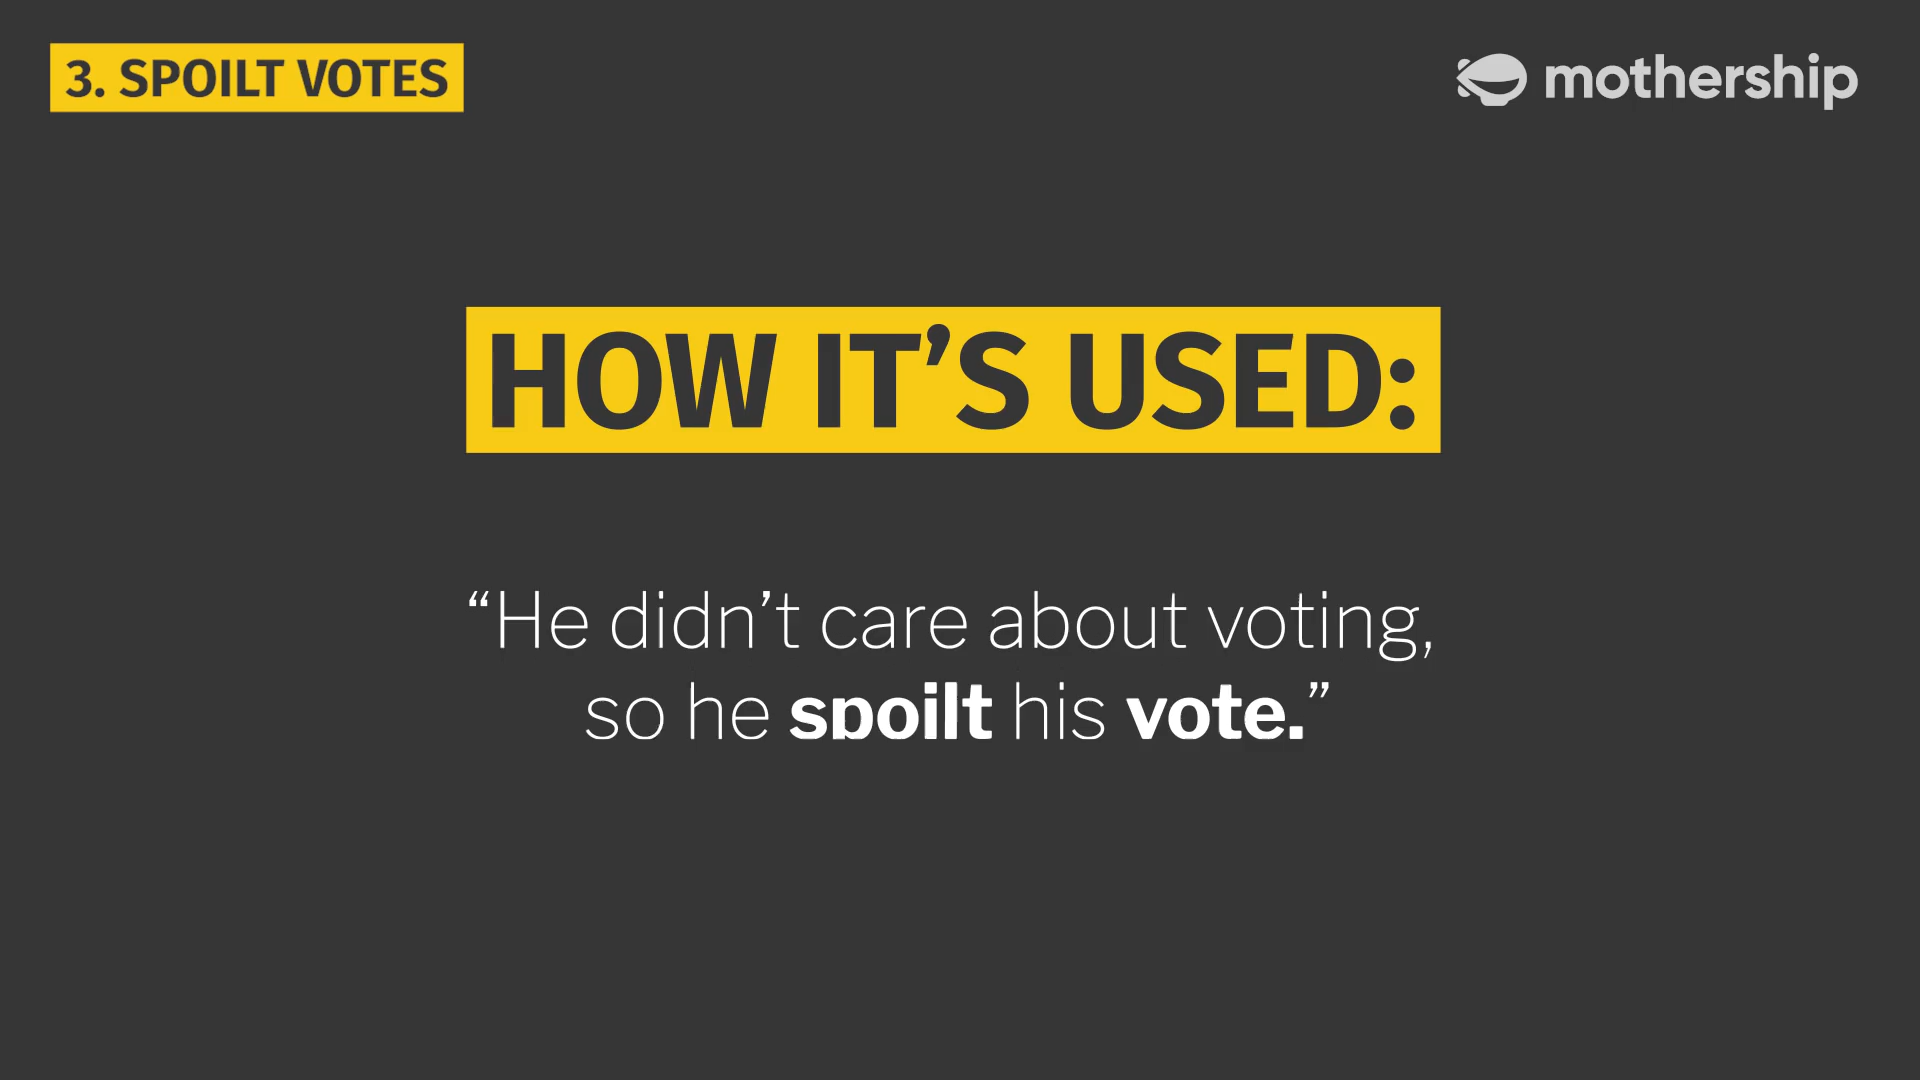 3. SPOILT VOTES
mothership
HOW IT’S USED:
“He didn’t care about voting,
so he spoilt his vote.”